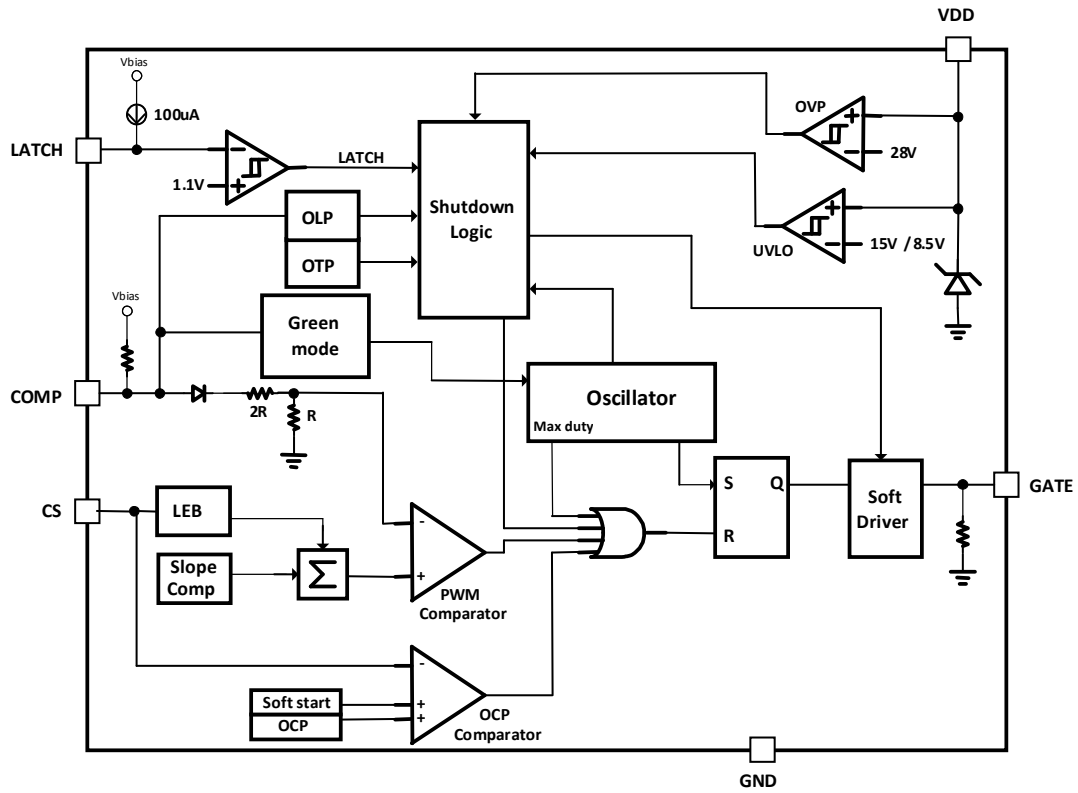 VDD
Vbias
100uA
OVP
LATCH
LATCH
28V
1.1V
Shutdown
Logic
OLP
OTP
UVLO
15V / 8.5V
Vbias
Green
mode
COMP
2R
R
Oscillator
Max duty
CS
LEB
S
Q
R
Soft
Driver
GATE
Slope
Comp
Σ
-
+
PWM
Comparator
-
Soft start
+
OCP
+
OCP
Comparator
GND